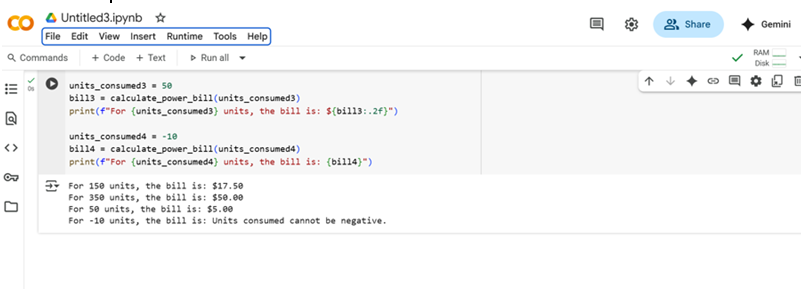 CO Untitled3.ipynb
Share
Gemini
File Edit View Insert Runtime Tools Help
Commands + Code + Text Run all
RAM
Disk
0s
units_consumed3 = 50
bill3 = calculate_power_bill(units_consumed3)
print(f"For {units_consumed3} units, the bill is: ${bill3:.2f}")
units_consumed4 = -10
bill4 = calculate_power_bill(units_consumed4)
print(f"For {units_consumed4} units, the bill is: {bill4}")
For 150 units, the bill is: $17.50
For 350 units, the bill is: $50.00
For 50 units, the bill is: $5.00
For -10 units, the bill is: Units consumed cannot be negative.